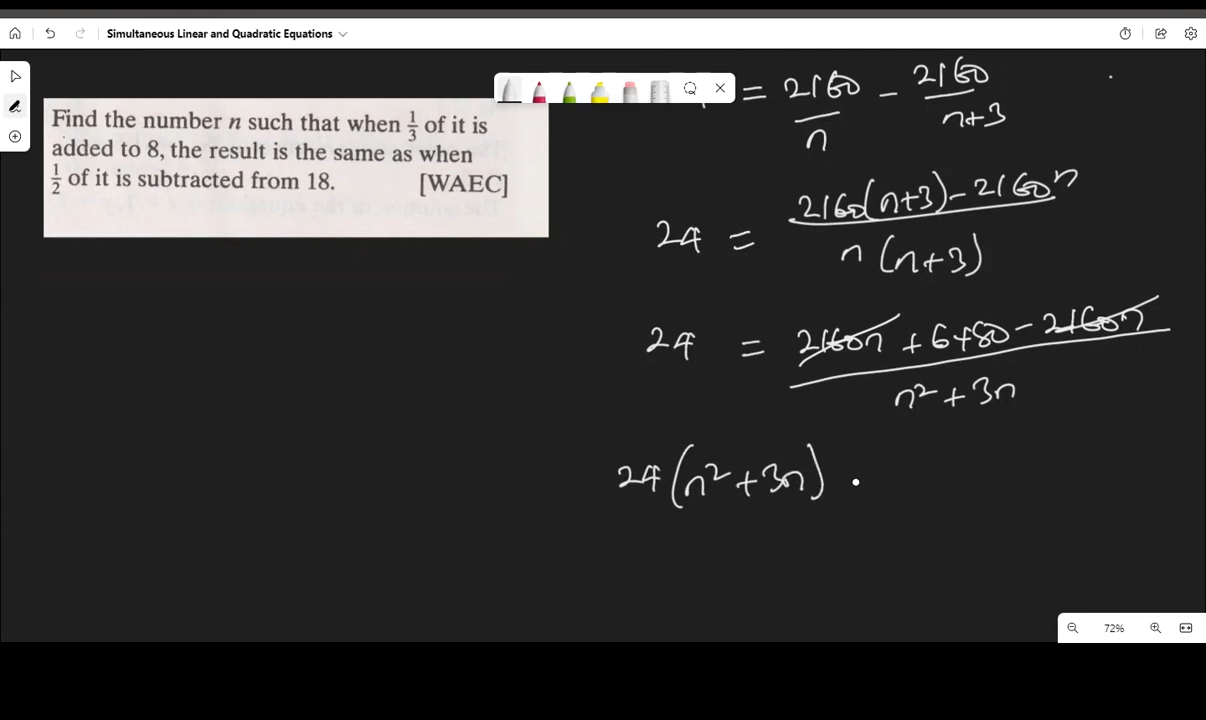 Simultaneous Linear and Quadratic Equations
Find the number n such that when 1/3 of it is
added to 8, the result is the same as when
1/2 of it is subtracted from 18. [WAEC]
= 2160/n - 2160/n+3
24 = 2160(n+3)-2160n / n(n+3)
24 = 2160n + 6480 - 2160n / n²+3n
24(n²+3n)
72%